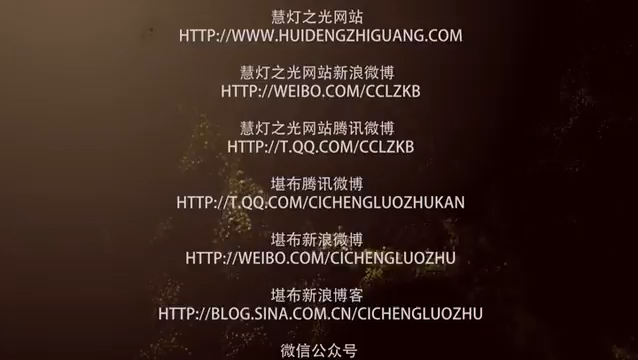 慧灯之光网站
HTTP://WWW.HUIDENGZHIGUANG.COM
慧灯之光网站新浪微博
HTTP://WEIBO.COM/CCLZKB
慧灯之光网站腾讯微博
HTTP://T.QQ.COM/CCLZKB
堪布腾讯微博
HTTP://T.QQ.COM/CICHENGLUOZHUKAN
堪布新浪微博
HTTP://WEIBO.COM/CICHENGLUOZHU
堪布新浪博客
HTTP://BLOG.SINA.COM.CN/CICHENGLUOZHU
微信公众号